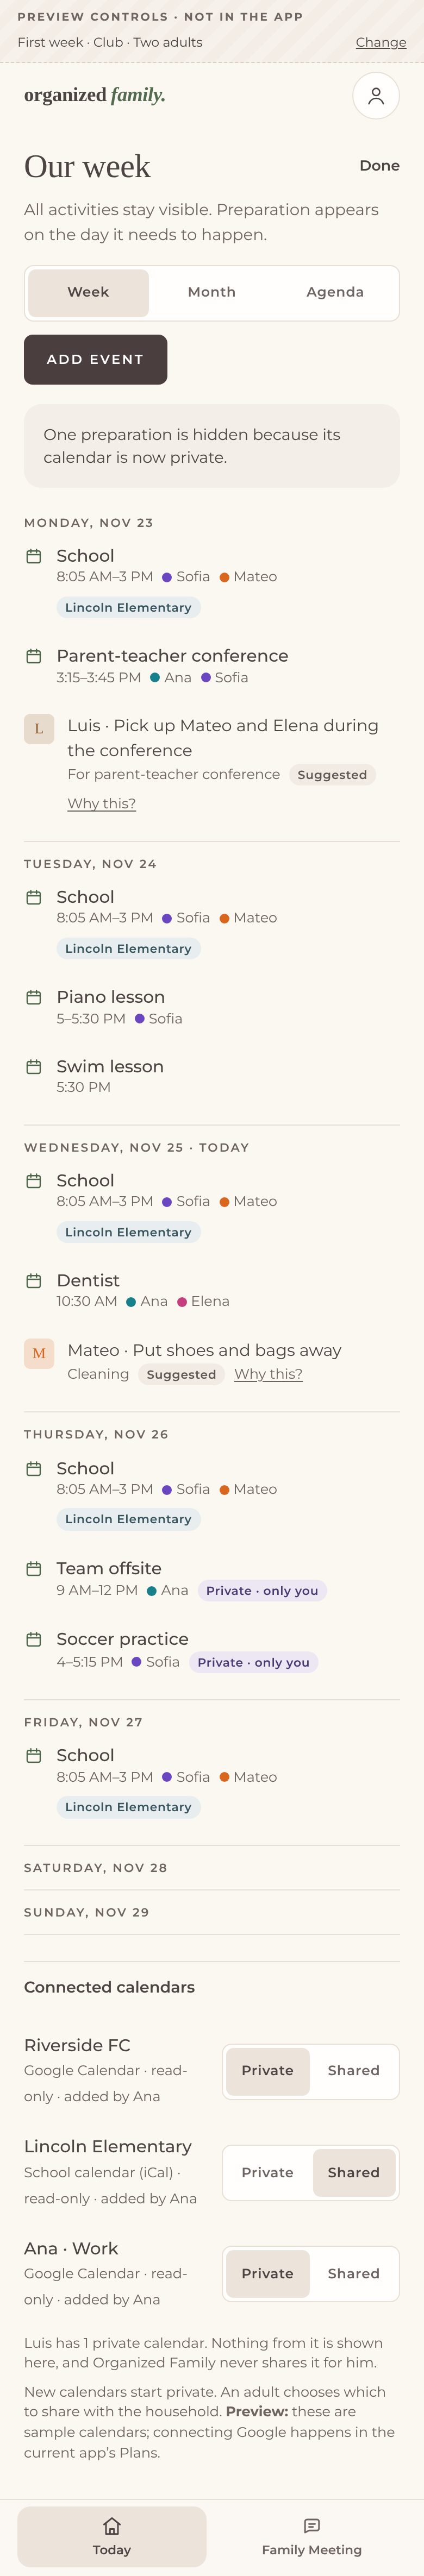 PREVIEW CONTROLS · NOT IN THE APP
First week · Club · Two adults
Change
organized family.
Our week
Done
All activities stay visible. Preparation appears
on the day it needs to happen.
Week
Month
Agenda
ADD EVENT
One preparation is hidden because its
calendar is now private.
MONDAY, NOV 23
School
8:05 AM–3 PM Sofia Mateo
Lincoln Elementary
Parent-teacher conference
3:15–3:45 PM Ana Sofia
L
Luis · Pick up Mateo and Elena during
the conference
For parent-teacher conference Suggested
Why this?
TUESDAY, NOV 24
School
8:05 AM–3 PM Sofia Mateo
Lincoln Elementary
Piano lesson
5–5:30 PM Sofia
Swim lesson
5:30 PM
WEDNESDAY, NOV 25 · TODAY
School
8:05 AM–3 PM Sofia Mateo
Lincoln Elementary
Dentist
10:30 AM Ana Elena
M
Mateo · Put shoes and bags away
Cleaning Suggested Why this?
THURSDAY, NOV 26
School
8:05 AM–3 PM Sofia Mateo
Lincoln Elementary
Team offsite
9 AM–12 PM Ana Private · only you
Soccer practice
4–5:15 PM Sofia Private · only you
FRIDAY, NOV 27
School
8:05 AM–3 PM Sofia Mateo
Lincoln Elementary
SATURDAY, NOV 28
SUNDAY, NOV 29
Connected calendars
Riverside FC
Google Calendar · read-
only · added by Ana
Private
Shared
Lincoln Elementary
School calendar (iCal) ·
read-only · added by Ana
Private
Shared
Ana · Work
Google Calendar · read-
only · added by Ana
Private
Shared
Luis has 1 private calendar. Nothing from it is shown
here, and Organized Family never shares it for him.
New calendars start private. An adult chooses which
to share with the household. Preview: these are
sample calendars; connecting Google happens in the
current app’s Plans.
Today
Family Meeting